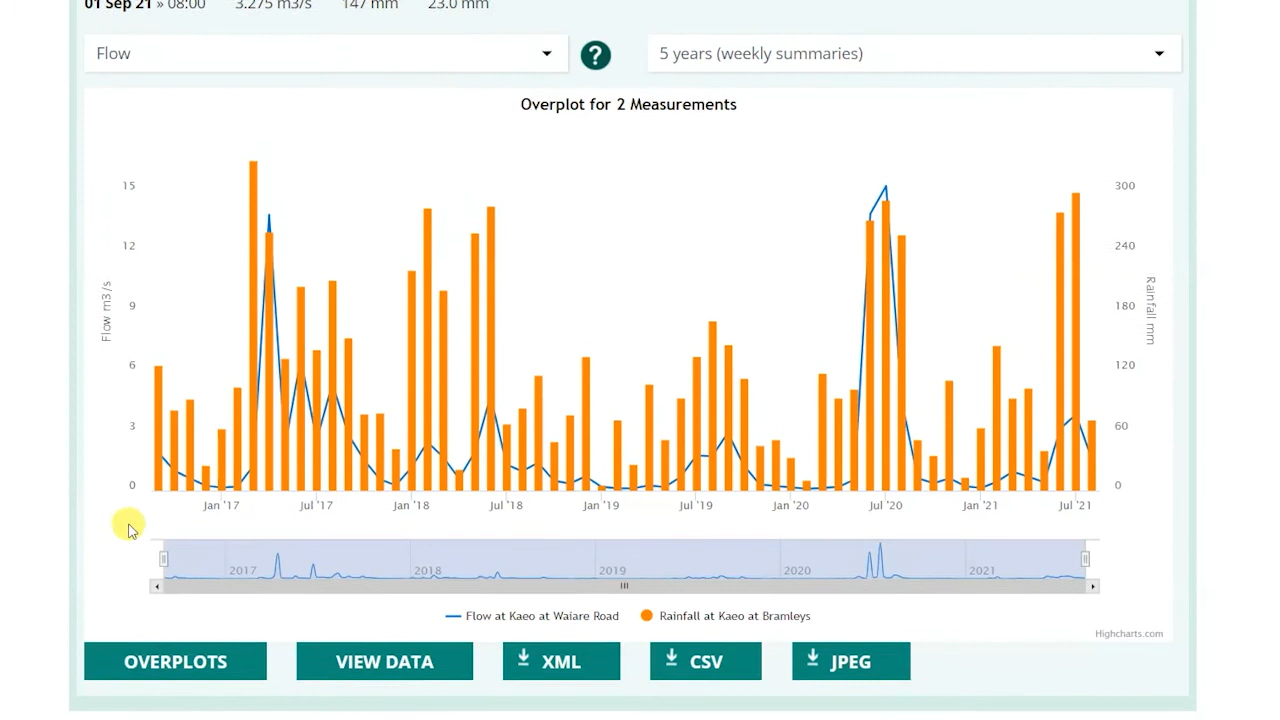 01 Sep 21 » 08:00 3.275 m3/s 147 mm 23.0 mm
Flow ? 5 years (weekly summaries)
Overplot for 2 Measurements
15 300
12 240
9 180
6 120
3 60
0 0
Flow m3/s
Rainfall mm
Jan '17 Jul '17 Jan '18 Jul '18 Jan '19 Jul '19 Jan '20 Jul '20 Jan '21 Jul '21
2017 2018 2019 2020 2021
Flow at Kaeo at Waiare Road Rainfall at Kaeo at Bramleys
Highcharts.com
OVERPLOTS VIEW DATA XML CSV JPEG